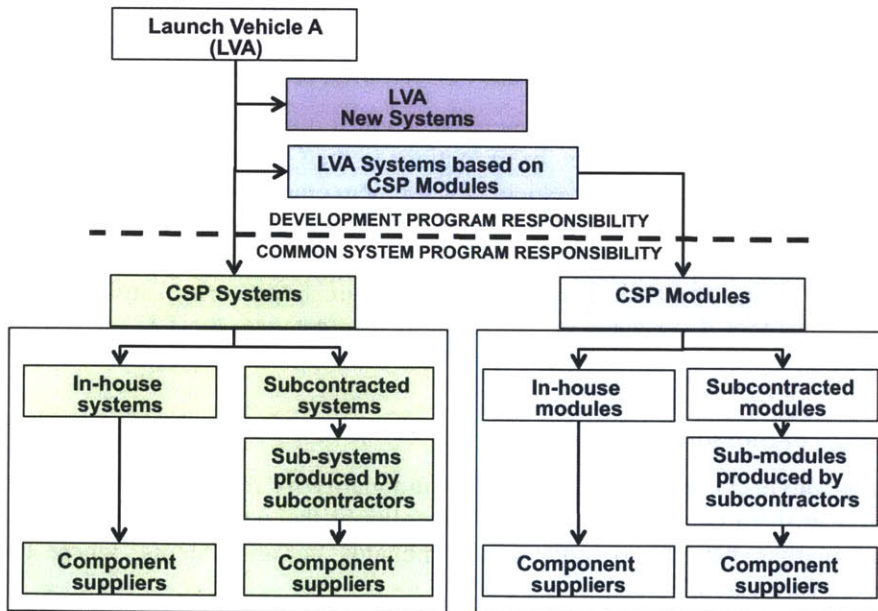 Launch Vehicle A
(LVA)
LVA
New Systems
LVA Systems based on
CSP Modules
DEVELOPMENT PROGRAM RESPONSIBILITY
COMMON SYSTEM PROGRAM RESPONSIBILITY
CSP Systems
CSP Modules
In-house
systems
Subcontracted
systems
In-house
modules
Subcontracted
modules
Sub-systems
produced by
subcontractors
Sub-modules
produced by
subcontractors
Component
suppliers
Component
suppliers
Component
suppliers
Component
suppliers